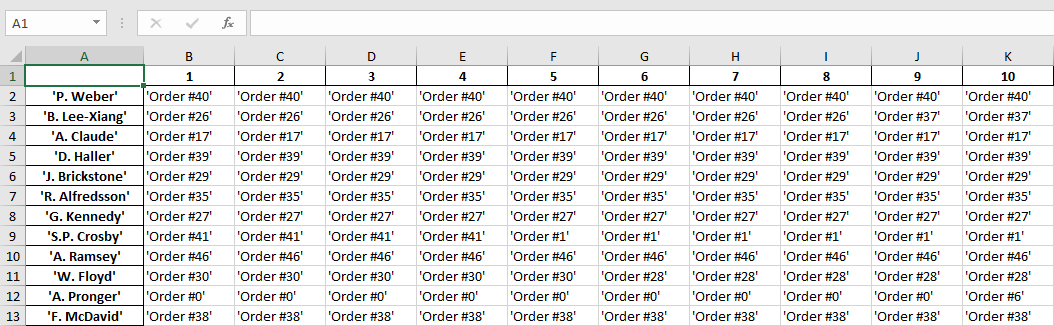 A1 fx
A B C D E F G H I J K
1 1 2 3 4 5 6 7 8 9 10
2 'P. Weber' 'Order #40' 'Order #40' 'Order #40' 'Order #40' 'Order #40' 'Order #40' 'Order #40' 'Order #40' 'Order #40' 'Order #40'
3 'B. Lee-Xiang' 'Order #26' 'Order #26' 'Order #26' 'Order #26' 'Order #26' 'Order #26' 'Order #26' 'Order #26' 'Order #37' 'Order #37'
4 'A. Claude' 'Order #17' 'Order #17' 'Order #17' 'Order #17' 'Order #17' 'Order #17' 'Order #17' 'Order #17' 'Order #17' 'Order #17'
5 'D. Haller' 'Order #39' 'Order #39' 'Order #39' 'Order #39' 'Order #39' 'Order #39' 'Order #39' 'Order #39' 'Order #39' 'Order #39'
6 'J. Brickstone' 'Order #29' 'Order #29' 'Order #29' 'Order #29' 'Order #29' 'Order #29' 'Order #29' 'Order #29' 'Order #29' 'Order #29'
7 'R. Alfredsson' 'Order #35' 'Order #35' 'Order #35' 'Order #35' 'Order #35' 'Order #35' 'Order #35' 'Order #35' 'Order #35' 'Order #35'
8 'G. Kennedy' 'Order #27' 'Order #27' 'Order #27' 'Order #27' 'Order #27' 'Order #27' 'Order #27' 'Order #27' 'Order #27' 'Order #27'
9 'S.P. Crosby' 'Order #41' 'Order #41' 'Order #41' 'Order #41' 'Order #1' 'Order #1' 'Order #1' 'Order #1' 'Order #1' 'Order #1'
10 'A. Ramsey' 'Order #46' 'Order #46' 'Order #46' 'Order #46' 'Order #46' 'Order #46' 'Order #46' 'Order #46' 'Order #46' 'Order #46'
11 'W. Floyd' 'Order #30' 'Order #30' 'Order #30' 'Order #30' 'Order #30' 'Order #28' 'Order #28' 'Order #28' 'Order #28' 'Order #28'
12 'A. Pronger' 'Order #0' 'Order #0' 'Order #0' 'Order #0' 'Order #0' 'Order #0' 'Order #0' 'Order #0' 'Order #0' 'Order #6'
13 'F. McDavid' 'Order #38' 'Order #38' 'Order #38' 'Order #38' 'Order #38' 'Order #38' 'Order #38' 'Order #38' 'Order #38' 'Order #38'